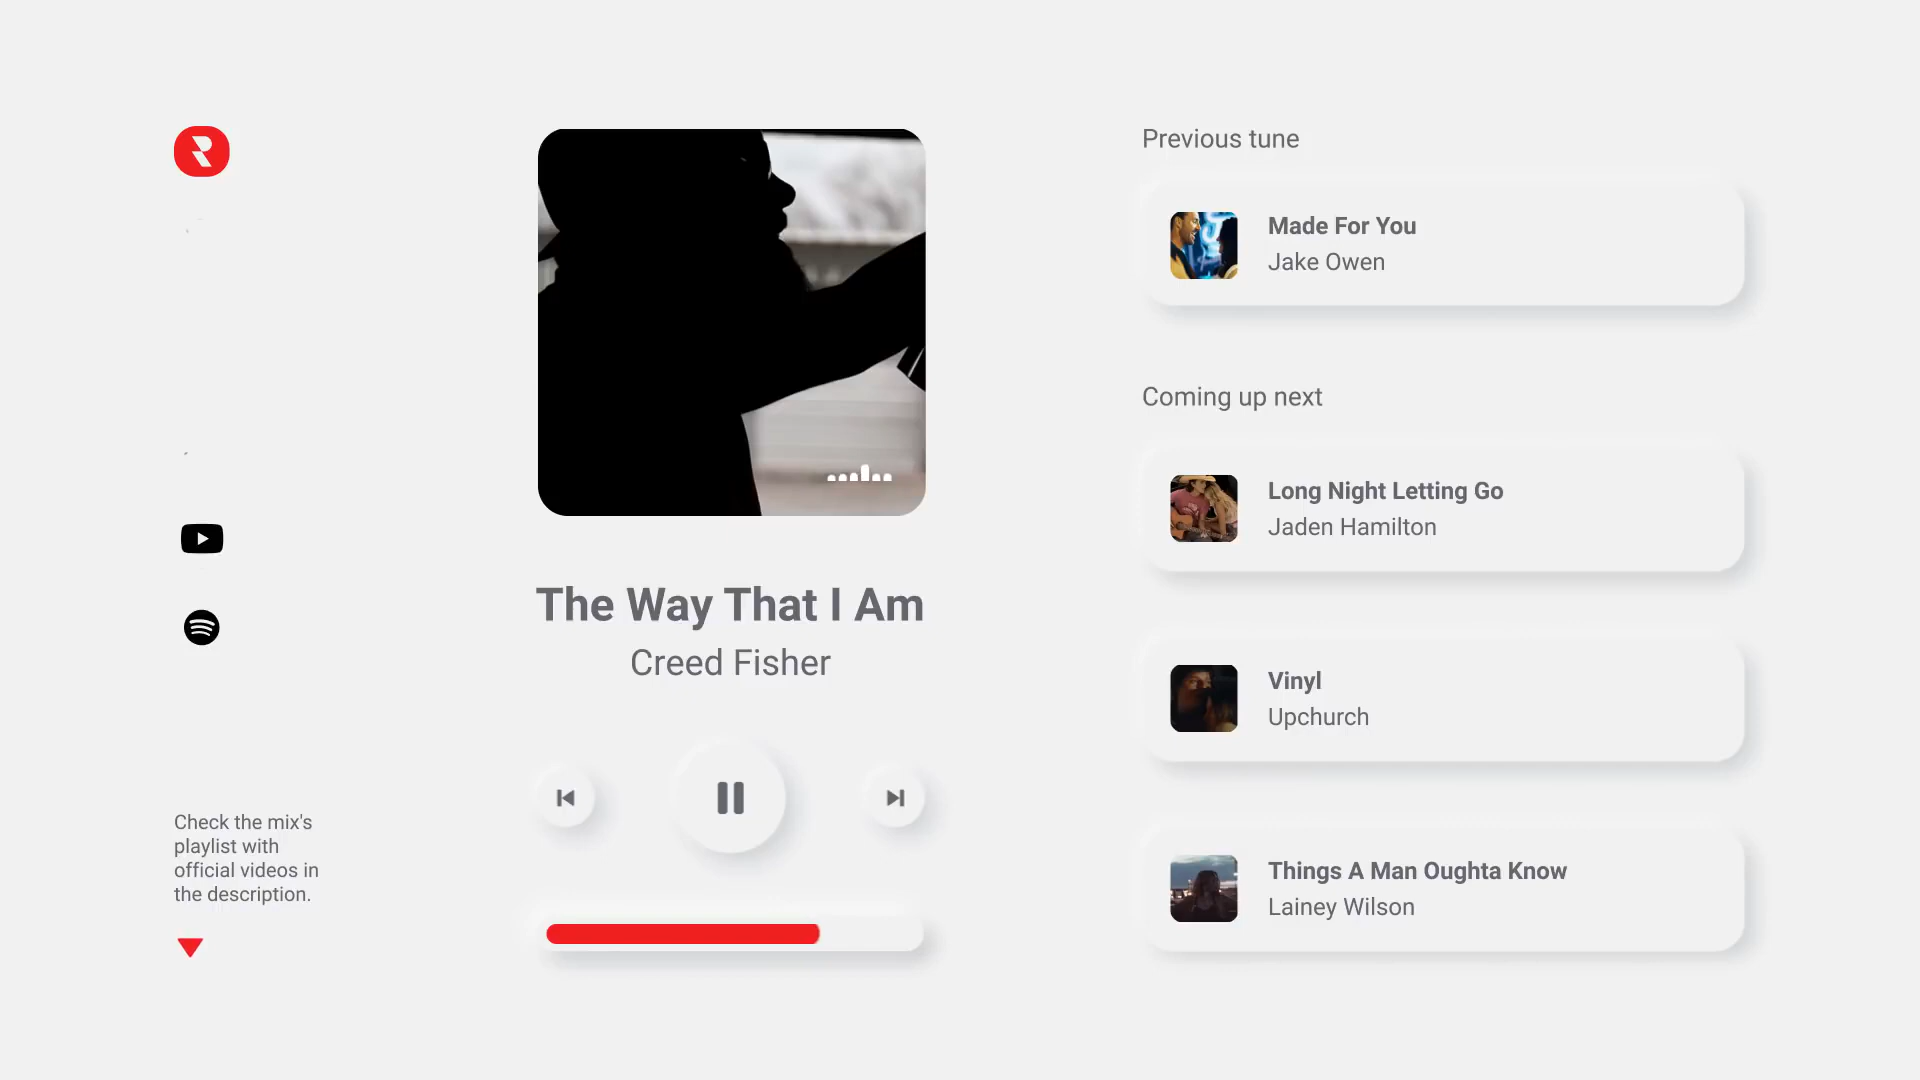 Check the mix's
playlist with
official videos in
the description.
The Way That I Am
Creed Fisher
Previous tune
Made For You
Jake Owen
Coming up next
Long Night Letting Go
Jaden Hamilton
Vinyl
Upchurch
Things A Man Oughta Know
Lainey Wilson